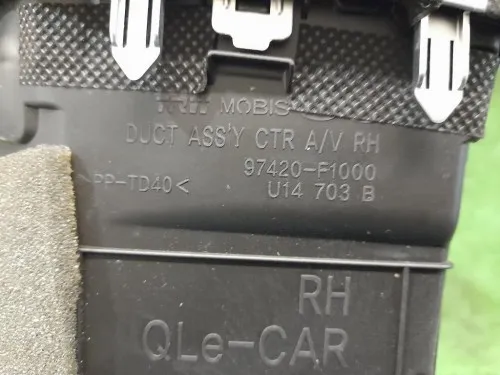 MOBIS
DUCT ASS'Y CTR A/V RH
97420-F1000
>PP-TD40<
U14 703 B
RH
QLe-CAR